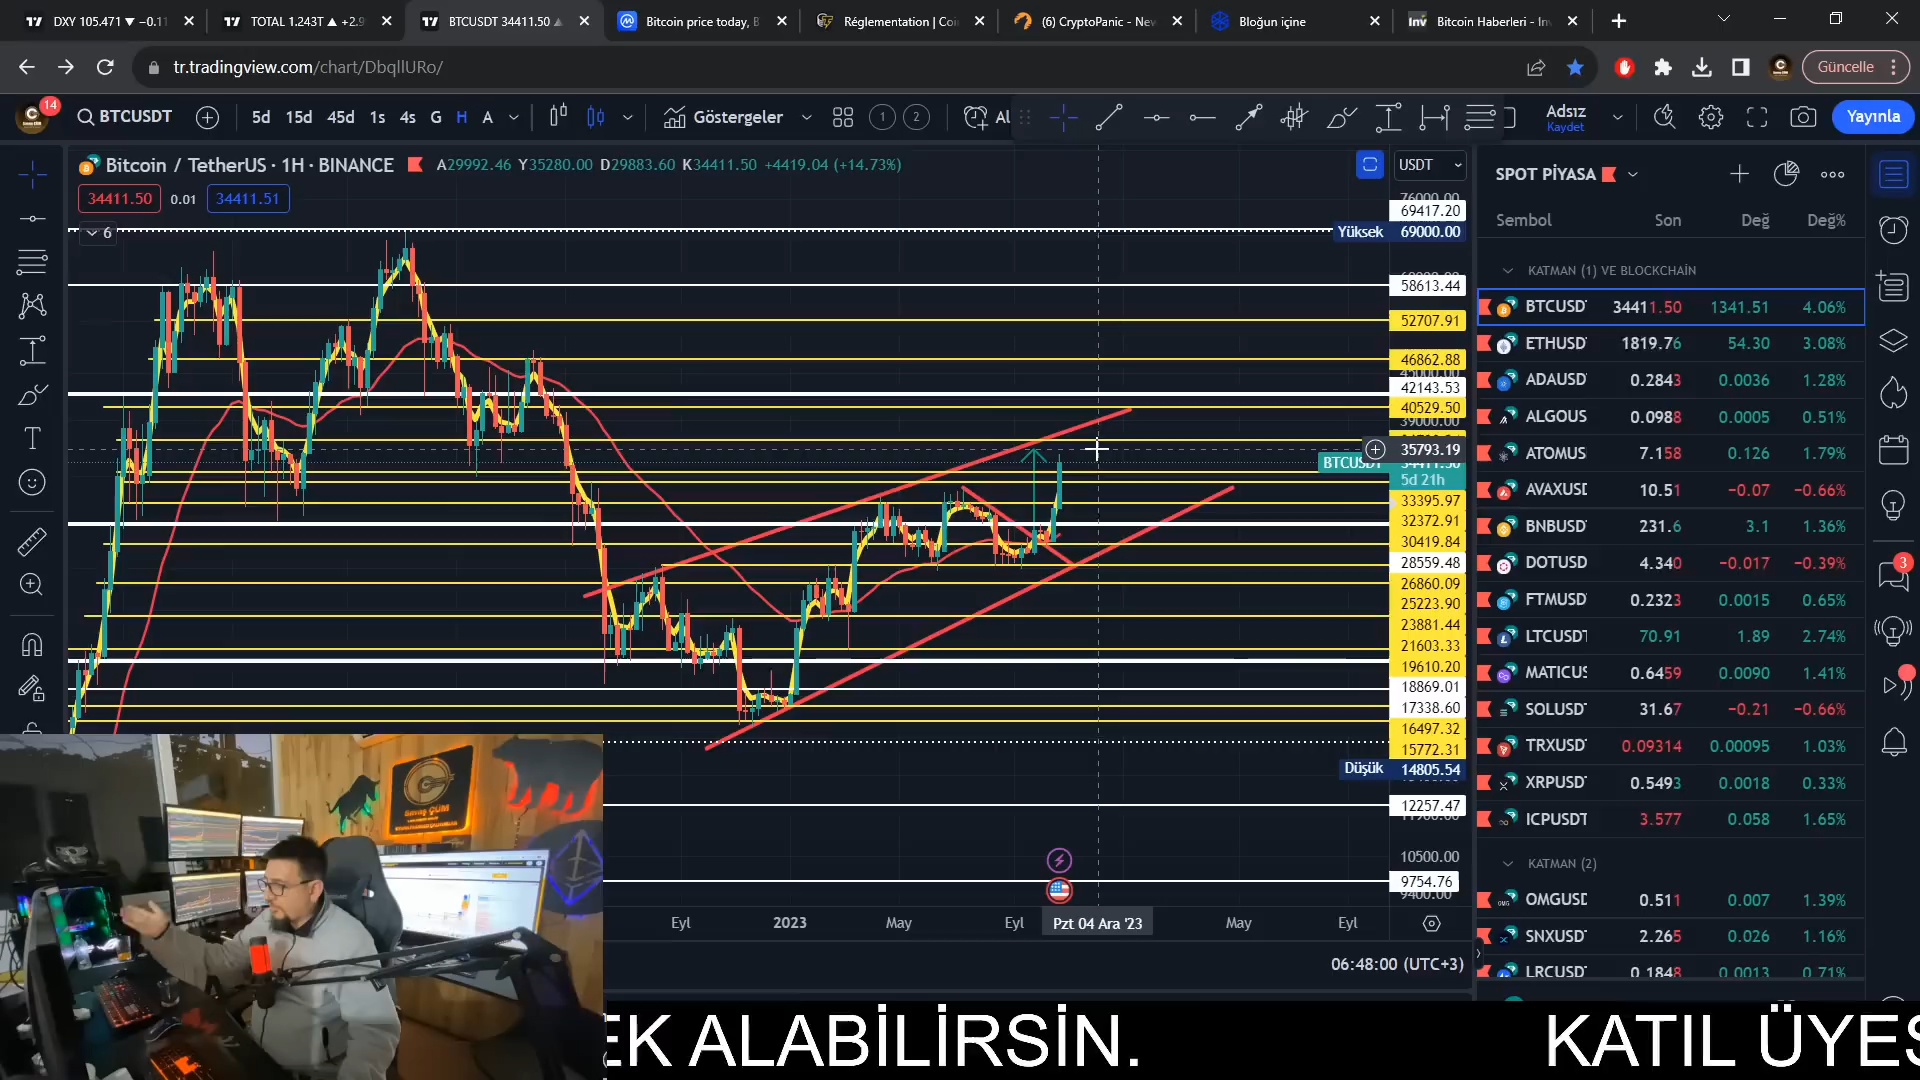 DXY 105.471 ▼ −0.1
TOTAL 1.243T ▲ +2.9
BTCUSDT 34411.50 ▲
Bitcoin price today, B
Réglementation | Coi
(6) CryptoPanic - Nev
Bloğun içine
Bitcoin Haberleri - Inv
tr.tradingview.com/chart/DbqllURo/
Güncelle
14
BTCUSDT
5d 15d 45d 1s 4s G H A
Göstergeler
1 2
Al
Adsız
Kaydet
Yayınla
Bitcoin / TetherUS · 1H · BINANCE
A29992.46 Y35280.00 D29883.60 K34411.50 +4419.04 (+14.73%)
USDT
34411.50 0.01 34411.51
6
76000.00
69417.20
Yüksek 69000.00
58613.44
52707.91
46862.88
45000.00
42143.53
40529.50
39000.00
35793.19
BTCUSDT 34411.50
5d 21h
33395.97
32372.91
30419.84
28559.48
26860.09
25223.90
23881.44
21603.33
19610.20
18869.01
17338.60
16497.32
15772.31
Düşük 14805.54
12257.47
10500.00
9754.76
9400.00
Eyl 2023 May Eyl Pzt 04 Ara '23 May Eyl
06:48:00 (UTC+3)
SPOT PİYASA
Sembol Son Değ Değ%
KATMAN (1) VE BLOCKCHAİN
BTCUSD 34411.50 1341.51 4.06%
ETHUSD 1819.76 54.30 3.08%
ADAUSD 0.2843 0.0036 1.28%
ALGOUS 0.0988 0.0005 0.51%
ATOMUS 7.158 0.126 1.79%
AVAXUSD 10.51 −0.07 −0.66%
BNBUSD 231.6 3.1 1.36%
DOTUSD 4.340 −0.017 −0.39%
FTMUSD 0.2323 0.0015 0.65%
LTCUSDT 70.91 1.89 2.74%
MATICUS 0.6459 0.0090 1.41%
SOLUSD 31.67 −0.21 −0.66%
TRXUSD 0.09314 0.00095 1.03%
XRPUSD 0.5493 0.0018 0.33%
ICPUSDT 3.577 0.058 1.65%
KATMAN (2)
OMGUSD 0.511 0.007 1.39%
SNXUSD 2.265 0.026 1.16%
LRCUSD 0.1848 0.0013 0.71%
3
EK ALABİLİRSİN.
KATIL ÜYES